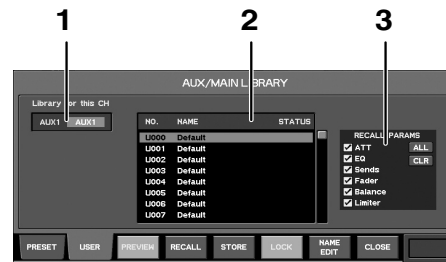 1 2 3
AUX/MAIN LIBRARY
Library for this CH
AUX1 AUX1
NO. NAME STATUS
U000 Default
U001 Default
U002 Default
U003 Default
U004 Default
U005 Default
U006 Default
U007 Default
RECALL PARAMS
ATT ALL
EQ CLR
Sends
Fader
Balance
Limiter
PRESET USER PREVIEW RECALL STORE LOCK NAME EDIT CLOSE